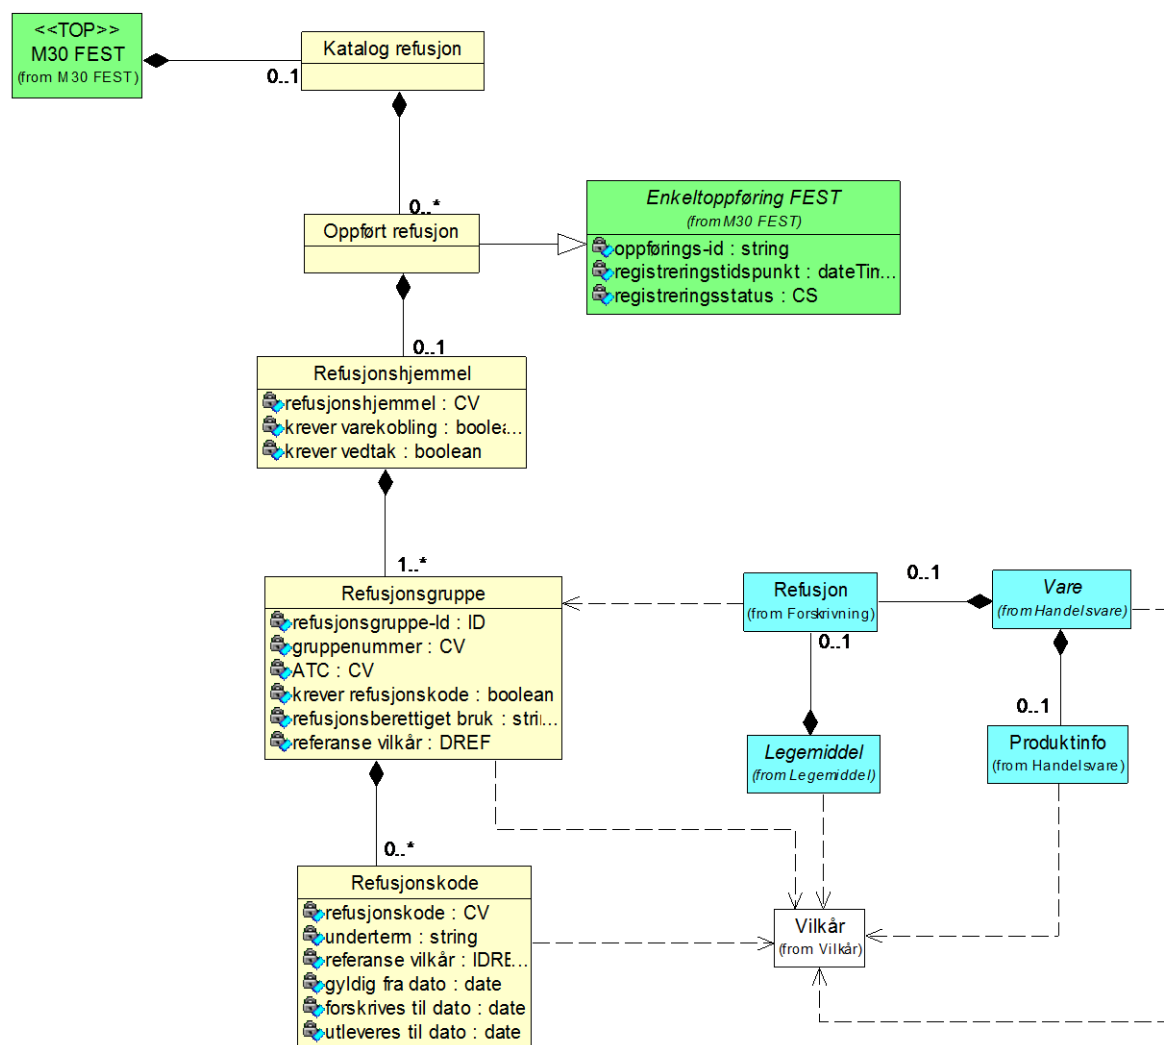 <<TOP>>
M30 FEST
(from M30 FEST)
0..1
Katalog refusjon
0..*
Oppført refusjon
Enkeltoppføring FEST
(from M30 FEST)
oppførings-id : string
registreringstidspunkt : dateTim...
registreringsstatus : CS
0..1
Refusjonshjemmel
refusjonshjemmel : CV
krever varekobling : boolea...
krever vedtak : boolean
1..*
Refusjonsgruppe
refusjonsgruppe-Id : ID
gruppenummer : CV
ATC : CV
krever refusjonskode : boolean
refusjonsberettiget bruk : stri...
referanse vilkår : DREF
Refusjon
(from Forskrivning)
0..1
Vare
(from Handelsvare)
0..1
0..1
Legemiddel
(from Legemiddel)
Produktinfo
(from Handelsvare)
0..*
Refusjonskode
refusjonskode : CV
underterm : string
referanse vilkår : IDRE...
gyldig fra dato : date
forskrives til dato : date
utleveres til dato : date
Vilkår
(from Vilkår)